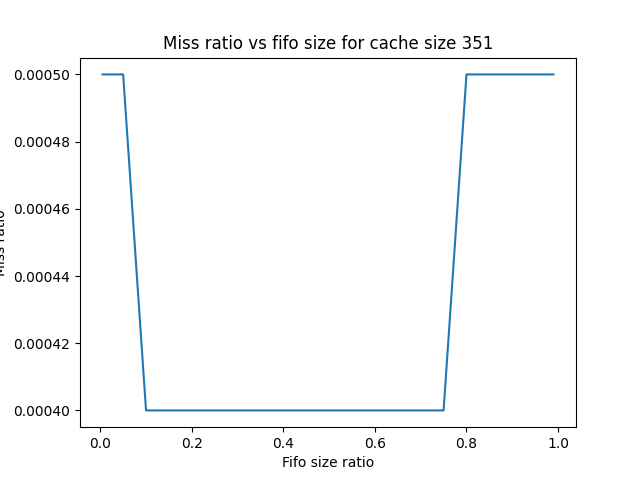 Miss ratio vs fifo size for cache size 351
0.00050
0.00048
0.00046
0.00044
0.00042
0.00040
Miss ratio
0.0 0.2 0.4 0.6 0.8 1.0
Fifo size ratio